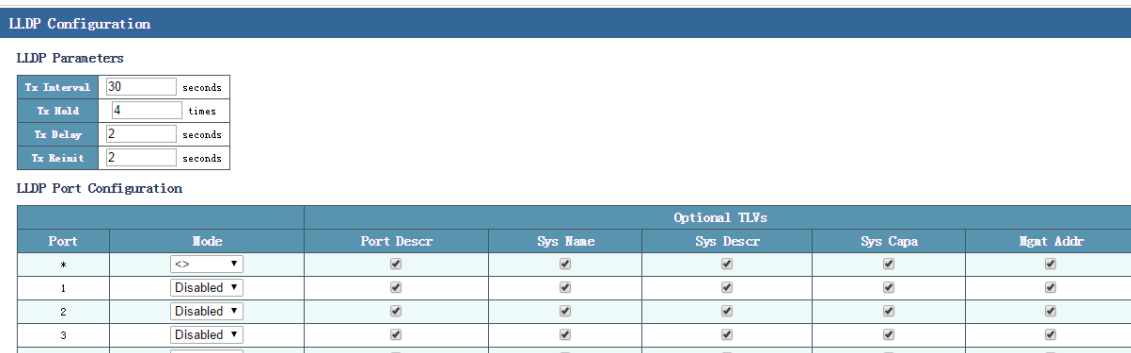 LLDP Configuration
LLDP Parameters
Tx Interval 30 seconds
Tx Hold 4 times
Tx Delay 2 seconds
Tx Reinit 2 seconds
LLDP Port Configuration
Optional TLVs
Port Mode Port Descr Sys Name Sys Descr Sys Capa Mgmt Addr
* <>
1 Disabled
2 Disabled
3 Disabled